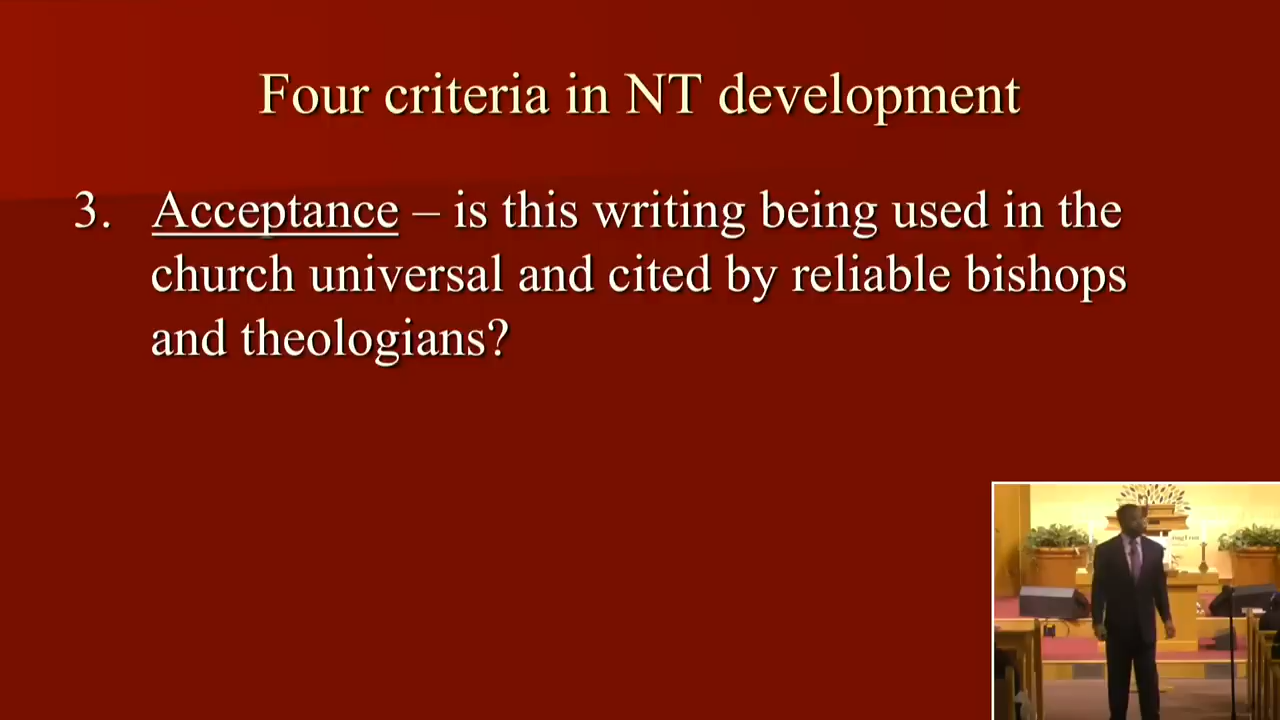 Four criteria in NT development
3. Acceptance – is this writing being used in the
church universal and cited by reliable bishops
and theologians?